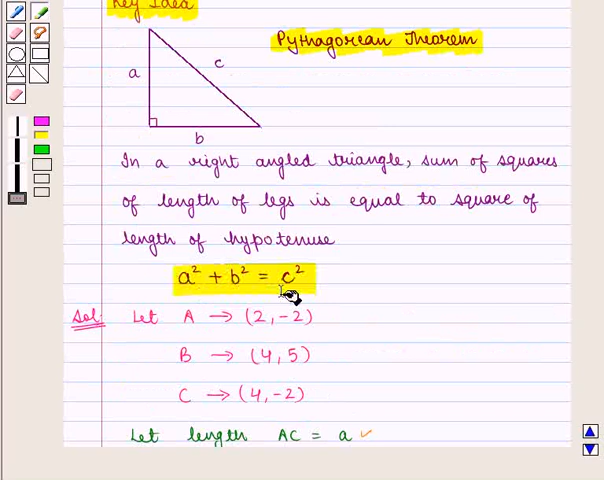 Key Idea
Pythagorean Theorem
a
c
b
In a right angled triangle, sum of squares
of length of legs is equal to square of
length of hypotenuse
a² + b² = c²
Sol. Let A → (2, -2)
B → (4, 5)
C → (4, -2)
Let length AC = a ✓